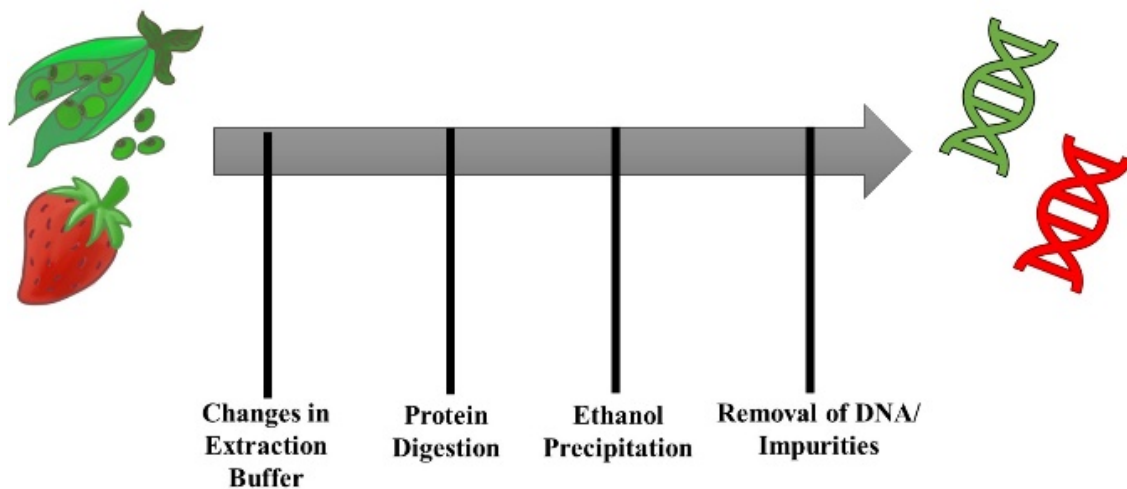 Changes in
Extraction
Buffer
Protein
Digestion
Ethanol
Precipitation
Removal of DNA/
Impurities